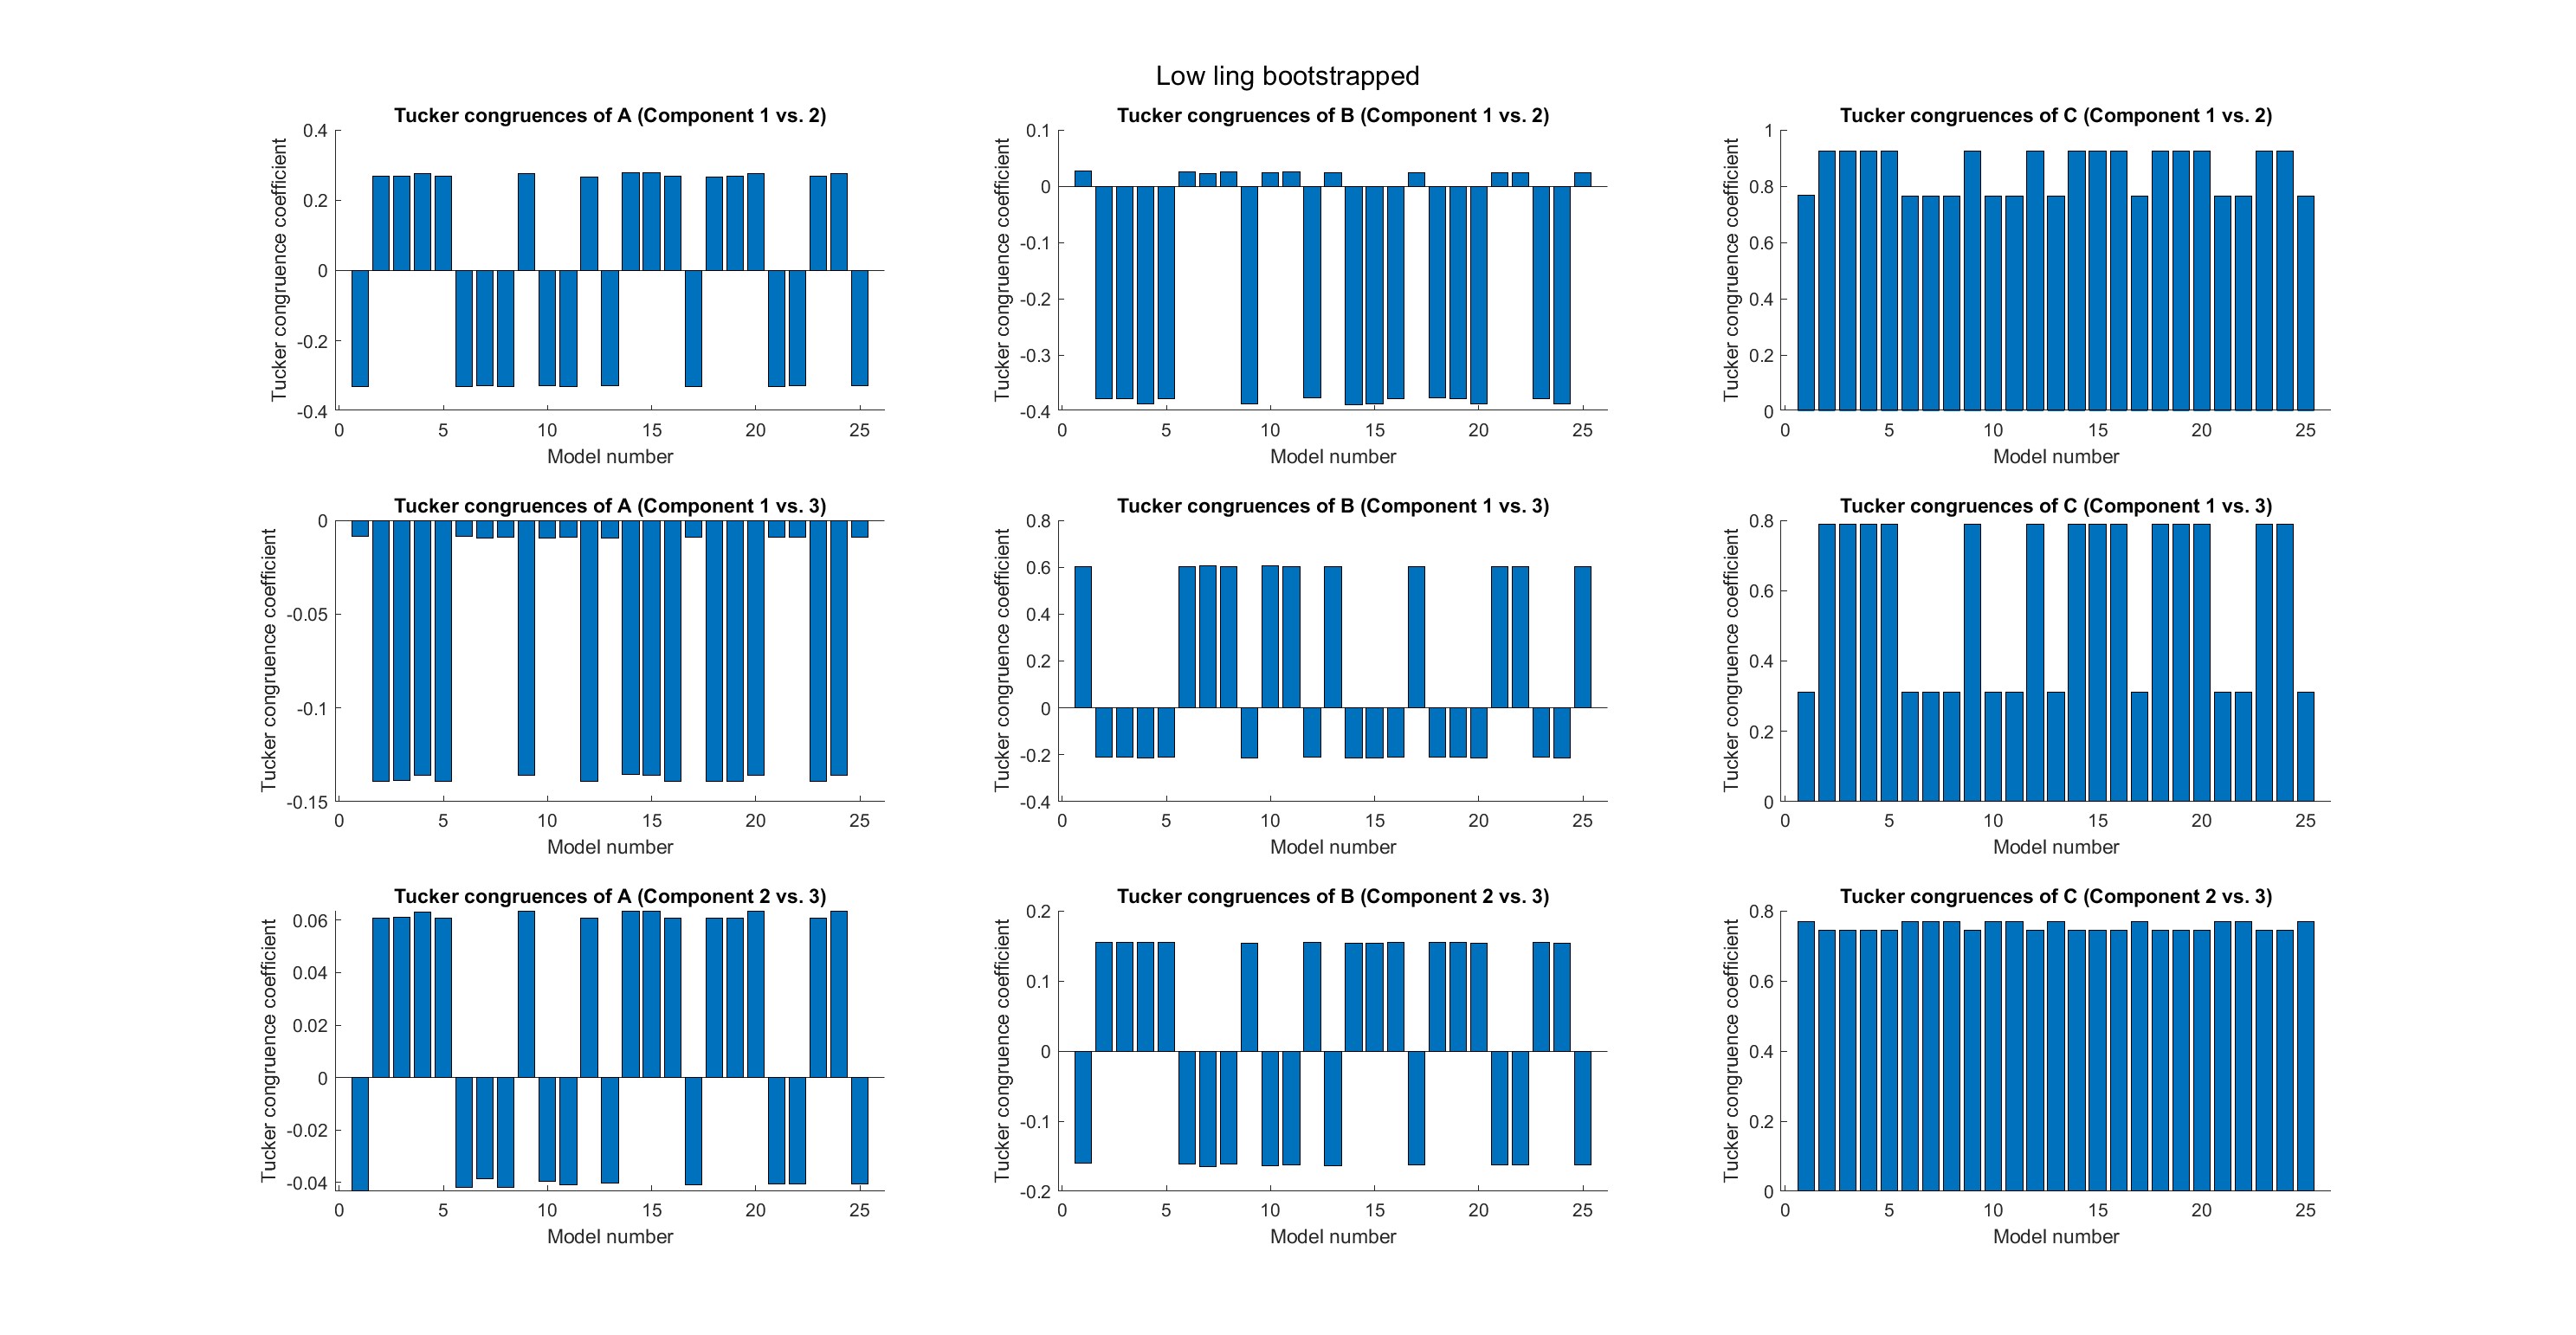 Low ling bootstrapped
Tucker congruences of A (Component 1 vs. 2)
Tucker congruence coefficient
0.4
0.2
0
-0.2
-0.4
0 5 10 15 20 25
Model number
Tucker congruences of B (Component 1 vs. 2)
Tucker congruence coefficient
0.1
0
-0.1
-0.2
-0.3
-0.4
0 5 10 15 20 25
Model number
Tucker congruences of C (Component 1 vs. 2)
Tucker congruence coefficient
1
0.8
0.6
0.4
0.2
0
0 5 10 15 20 25
Model number
Tucker congruences of A (Component 1 vs. 3)
Tucker congruence coefficient
0
-0.05
-0.1
-0.15
0 5 10 15 20 25
Model number
Tucker congruences of B (Component 1 vs. 3)
Tucker congruence coefficient
0.8
0.6
0.4
0.2
0
-0.2
-0.4
0 5 10 15 20 25
Model number
Tucker congruences of C (Component 1 vs. 3)
Tucker congruence coefficient
0.8
0.6
0.4
0.2
0
0 5 10 15 20 25
Model number
Tucker congruences of A (Component 2 vs. 3)
Tucker congruence coefficient
0.06
0.04
0.02
0
-0.02
-0.04
0 5 10 15 20 25
Model number
Tucker congruences of B (Component 2 vs. 3)
Tucker congruence coefficient
0.2
0.1
0
-0.1
-0.2
0 5 10 15 20 25
Model number
Tucker congruences of C (Component 2 vs. 3)
Tucker congruence coefficient
0.8
0.6
0.4
0.2
0
0 5 10 15 20 25
Model number